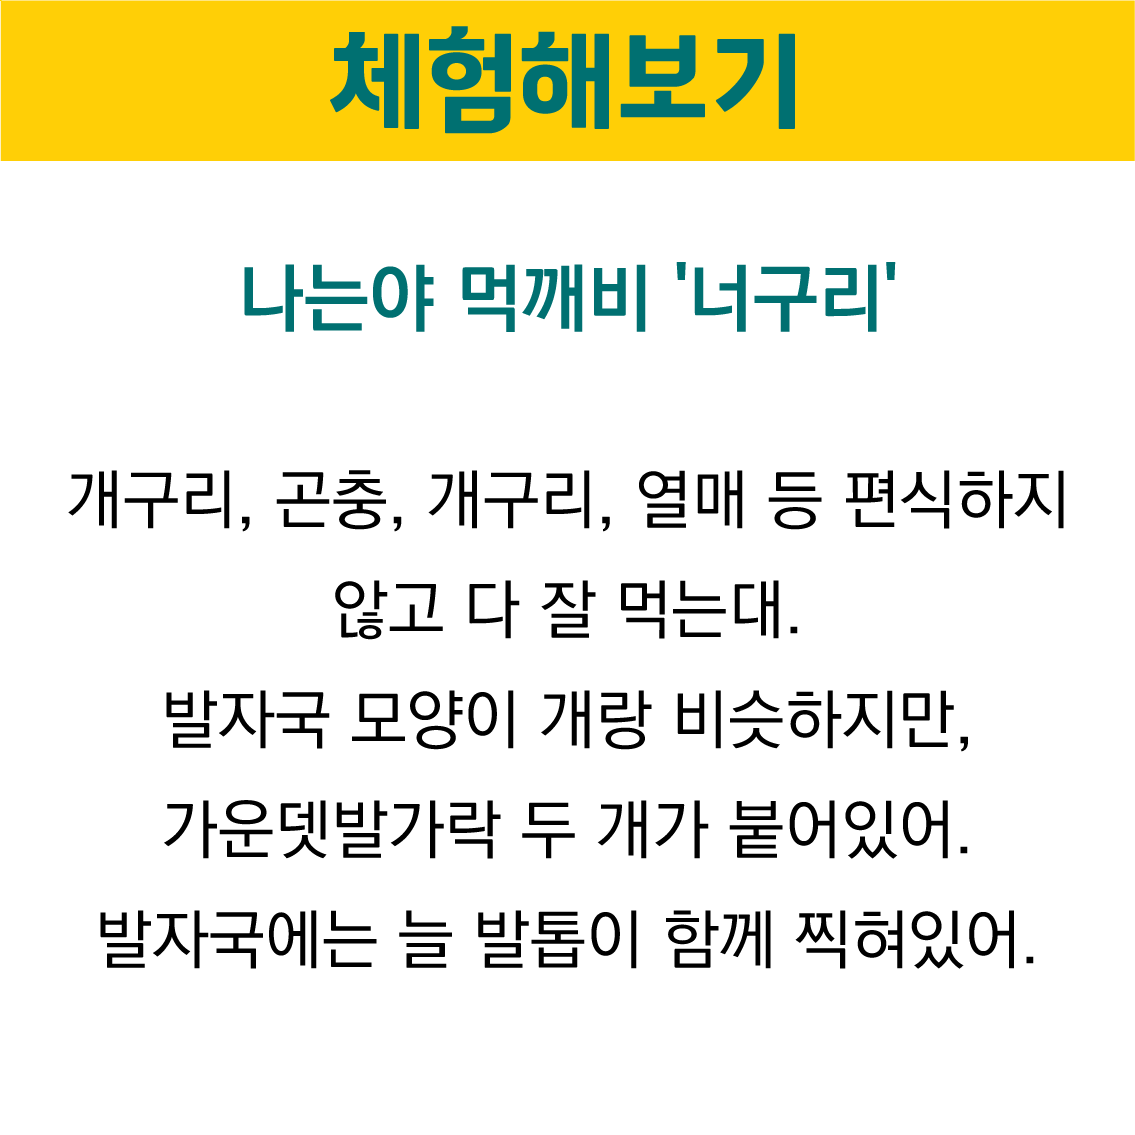 체험해보기
나는야 먹깨비 '너구리'
개구리, 곤충, 개구리, 열매 등 편식하지
않고 다 잘 먹는대.
발자국 모양이 개랑 비슷하지만,
가운뎃발가락 두 개가 붙어있어.
발자국에는 늘 발톱이 함께 찍혀있어.